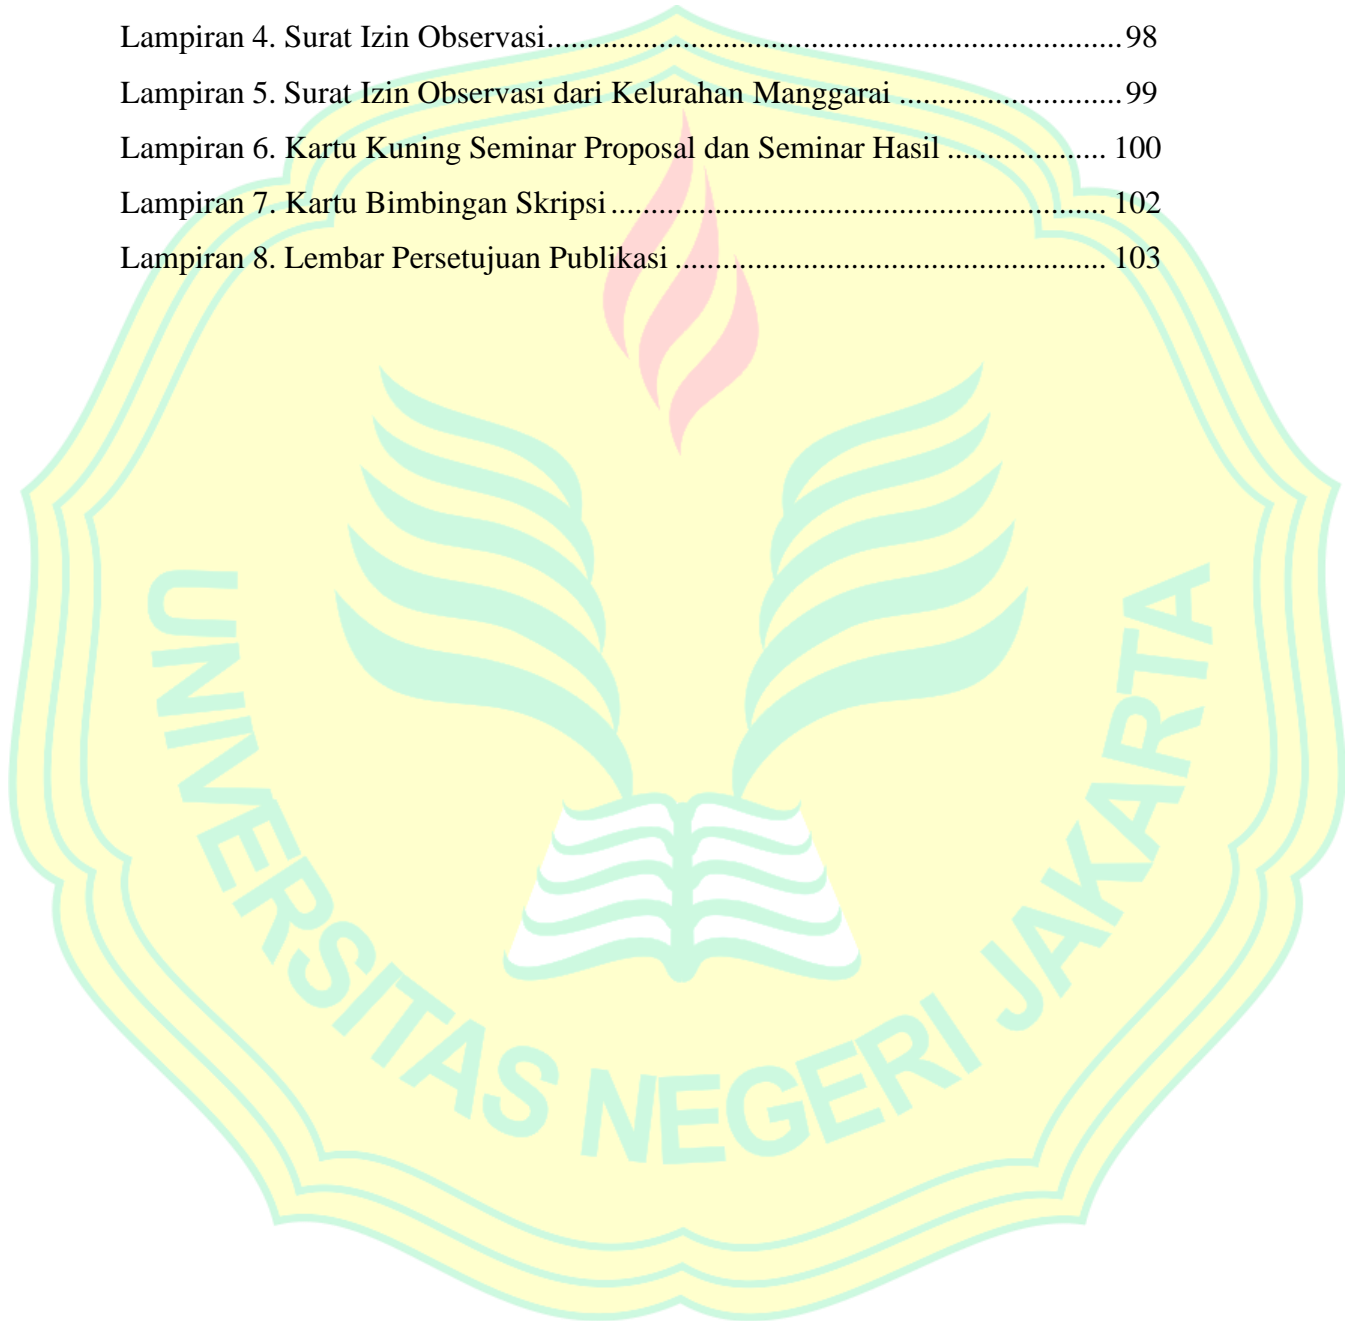 Lampiran 4. Surat Izin Observasi........................................................................98
Lampiran 5. Surat Izin Observasi dari Kelurahan Manggarai ............................99
Lampiran 6. Kartu Kuning Seminar Proposal dan Seminar Hasil .................... 100
Lampiran 7. Kartu Bimbingan Skripsi .............................................................. 102
Lampiran 8. Lembar Persetujuan Publikasi ...................................................... 103
UNIVERSITAS NEGERI JAKARTA